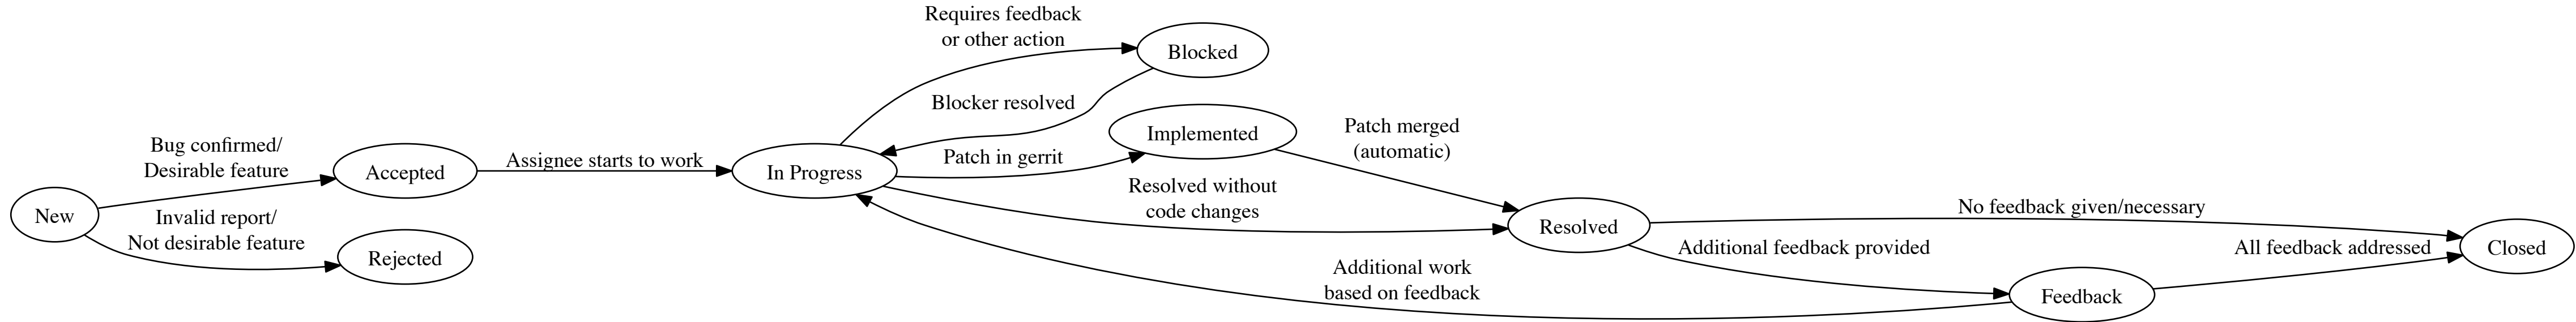 Requires feedback
or other action
Blocked
Blocker resolved
Implemented
Patch merged
(automatic)
Bug confirmed/
Desirable feature
Accepted
Assignee starts to work
In Progress
Patch in gerrit
Resolved without
code changes
New
Invalid report/
Not desirable feature
Rejected
Resolved
No feedback given/necessary
Additional feedback provided
All feedback addressed
Closed
Additional work
based on feedback
Feedback